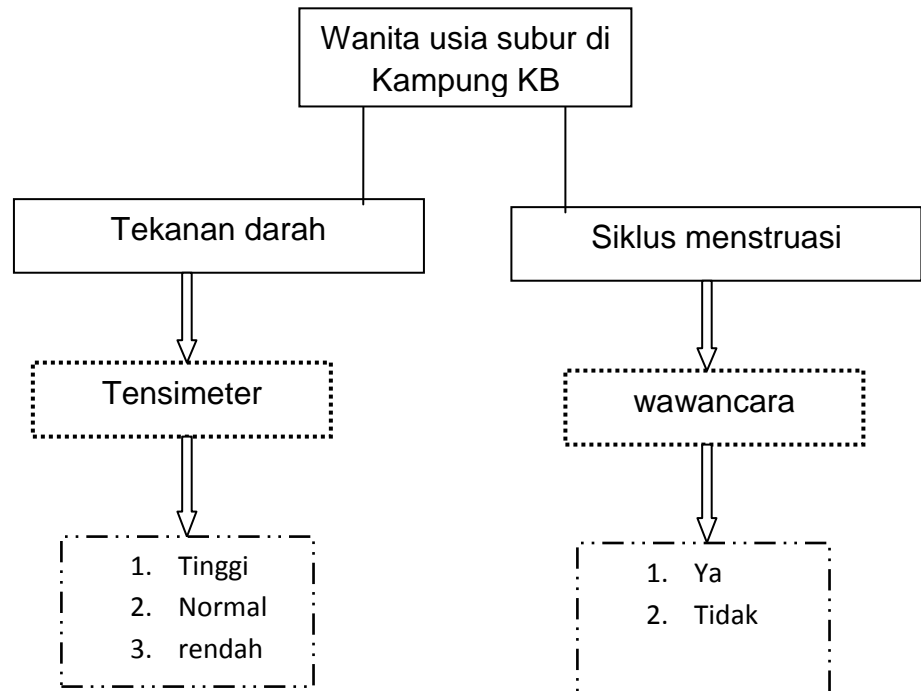 Wanita usia subur di
Kampung KB
Tekanan darah
Siklus menstruasi
Tensimeter
wawancara
1. Tinggi
2. Normal
3. rendah
1. Ya
2. Tidak